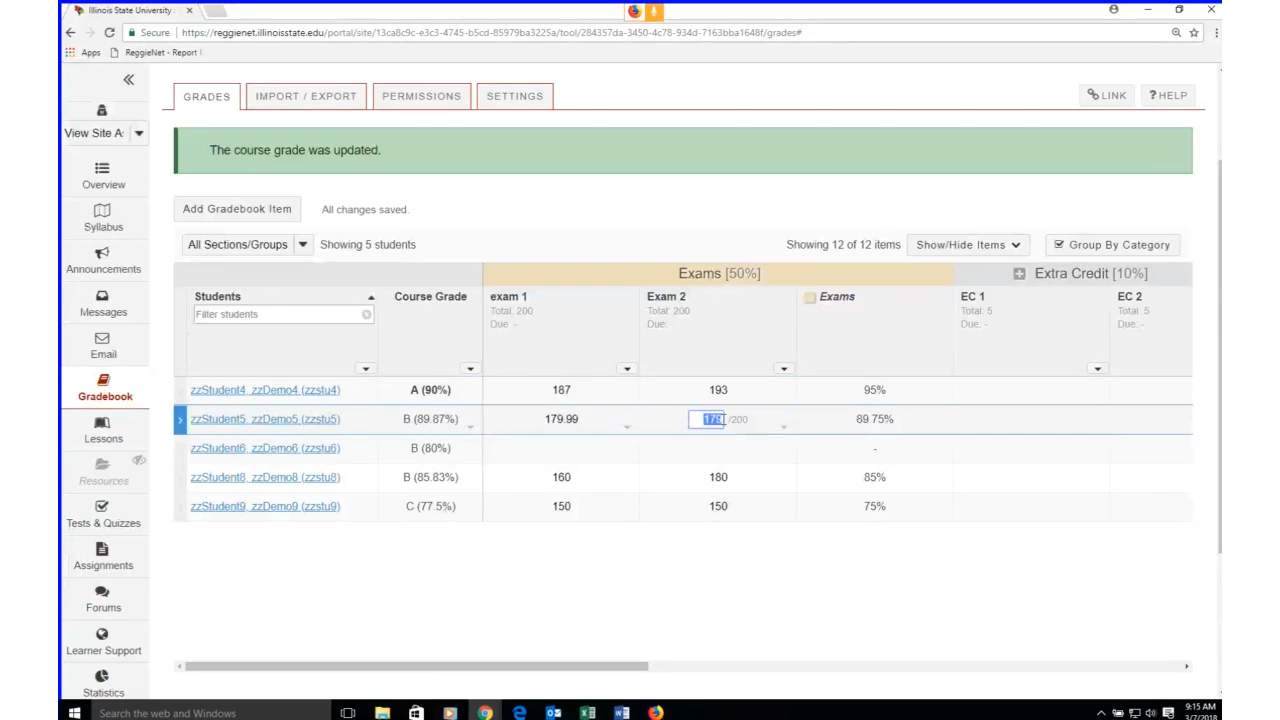 Illinois State University
Secure
https://reggienet.illinoisstate.edu/portal/site/13ca8c9c-e3c3-4745-b5cd-85979ba3225a/tool/284357da-3450-4c78-934d-7163bba1648f/grades#
Apps
ReggieNet - Report
GRADES
IMPORT / EXPORT
PERMISSIONS
SETTINGS
LINK
? HELP
View Site A
Overview
Syllabus
Announcements
Messages
Email
Gradebook
Lessons
Resources
Tests & Quizzes
Assignments
Forums
Learner Support
Statistics
The course grade was updated.
Add Gradebook Item
All changes saved.
All Sections/Groups
Showing 5 students
Showing 12 of 12 items
Show/Hide Items
Group By Category
Exams [50%]
Extra Credit [10%]
Students
Course Grade
exam 1
Exam 2
Exams
EC 1
EC 2
Filter students
Total: 200
Total: 200
Total: 5
Total: 5
Due -
Due: -
Due: -
Due: -
zzStudent4, zzDemo4 (zzstu4) A (90%) 187 193 95%
zzStudent5, zzDemo5 (zzstu5) B (89.87%) 179.99 179 /200 89.75%
zzStudent6, zzDemo6 (zzstu6) B (80%) -
zzStudent8, zzDemo8 (zzstu8) B (85.83%) 160 180 85%
zzStudent9, zzDemo9 (zzstu9) C (77.5%) 150 150 75%
Search the web and Windows
9:15 AM
3/7/2018